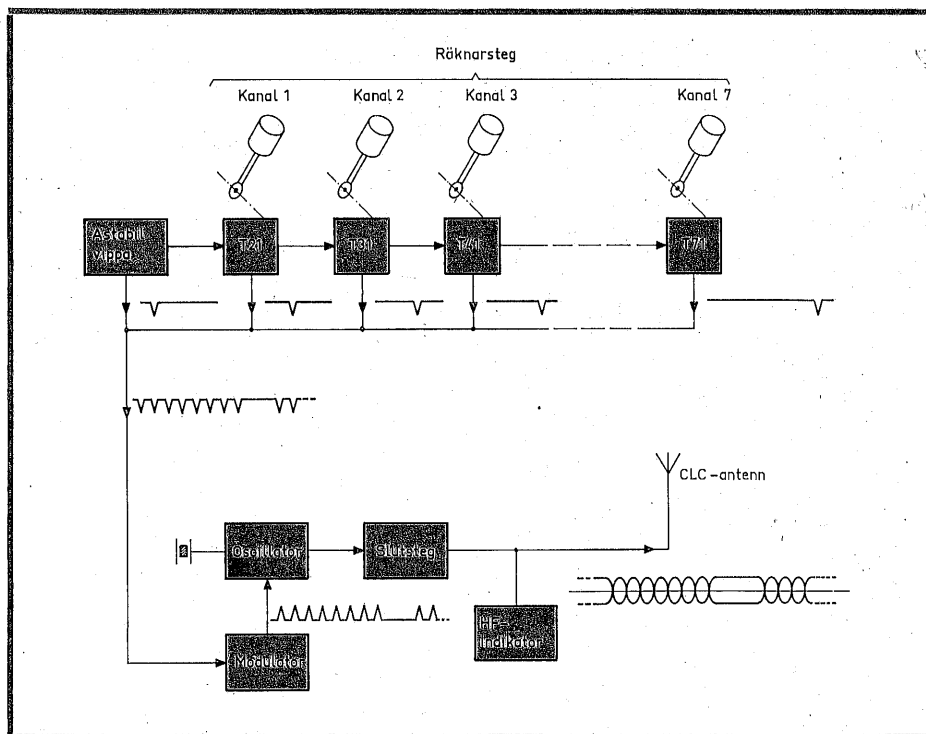 Räknarsteg
Kanal 1 Kanal 2 Kanal 3 Kanal 7
Astabil
vippa
T21 T31 T41 T71
CLC-antenn
Oscillator Slutsteg
HF-
indikator
Modulator